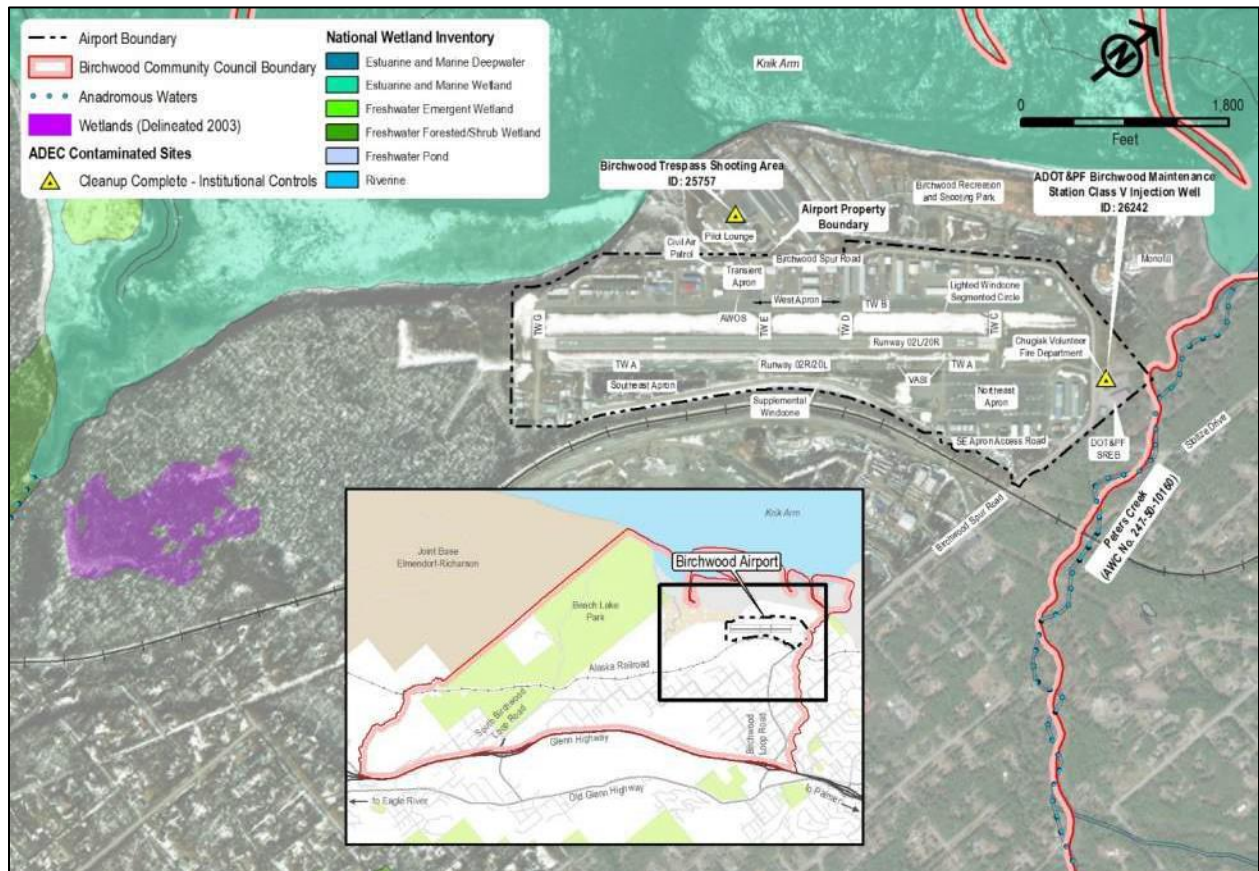 Airport Boundary
Birchwood Community Council Boundary
Anadromous Waters
Wetlands (Delineated 2003)
ADEC Contaminated Sites
Cleanup Complete - Institutional Controls
National Wetland Inventory
Estuarine and Marine Deepwater
Estuarine and Marine Wetland
Freshwater Emergent Wetland
Freshwater Forested/Shrub Wetland
Freshwater Pond
Riverine
Knik Arm
N
0 1,800
Feet
Birchwood Trespass Shooting Area
ID: 25757
Birchwood Recreation
and Shooting Park
ADOT&PF Birchwood Maintenance
Station Class V Injection Well
ID: 26242
Airport Property
Boundary
Pilot Lounge
Civil Air
Patrol
Birchwood Spur Road
Monofill
Transient
Apron
Lighted Windcone
Segmented Circle
West Apron
TW B
TW G
AWOS
TW E
TW D
TW C
Runway 02L/20R
Chugiak Volunteer
Fire Department
TW A
Runway 02R/20L
TW A
VASI
Southeast Apron
Northeast
Apron
Supplemental
Windcone
SE Apron Access Road
DOT&PF
SREB
Birchwood Spur Road
Peters Creek
(AWC No. 247-50-10160)
Knik Arm
Joint Base
Elmendorf-Richarson
Birchwood Airport
Beach Lake
Park
Alaska Railroad
South Birchwood
Loop Road
Glenn Highway
Birchwood
Loop Road
Old Glenn Highway
to Eagle River
to Palmer